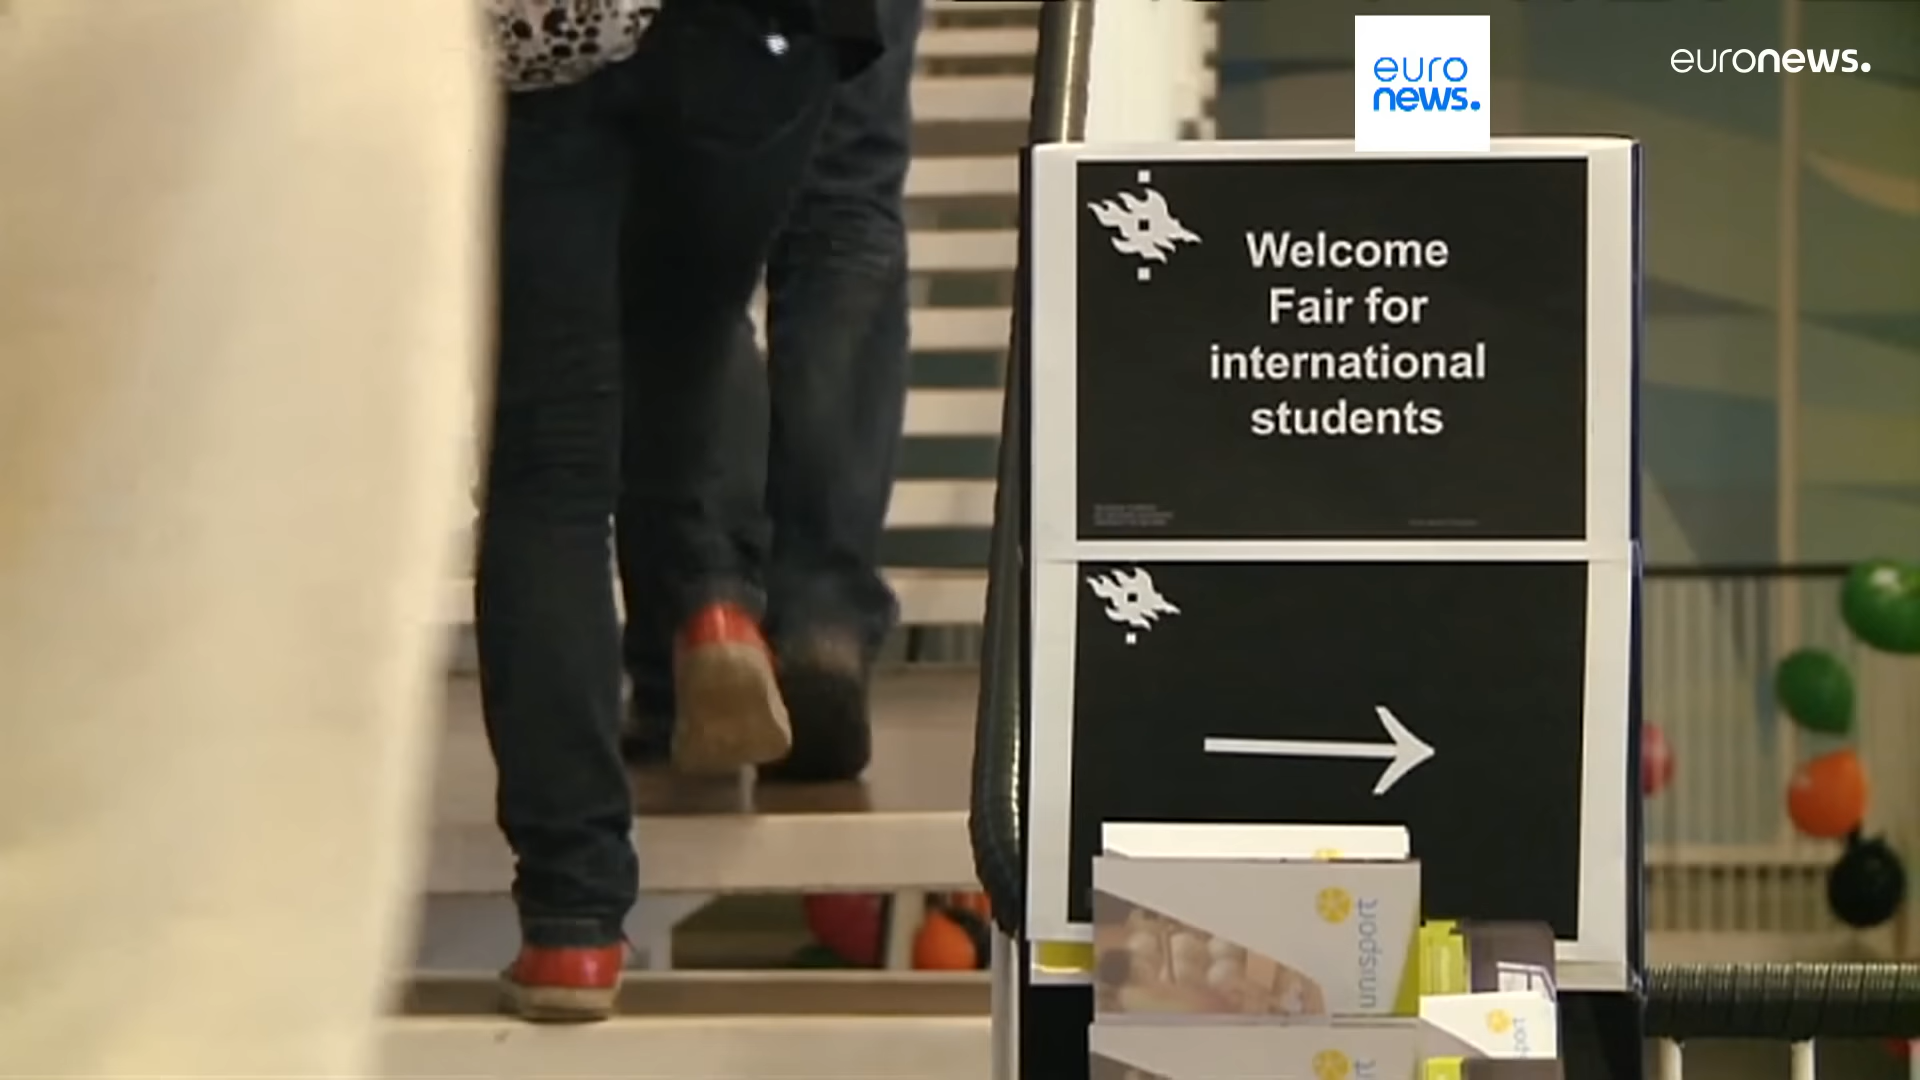 euro
news.
euronews.
Welcome
Fair for
international
students
unisport